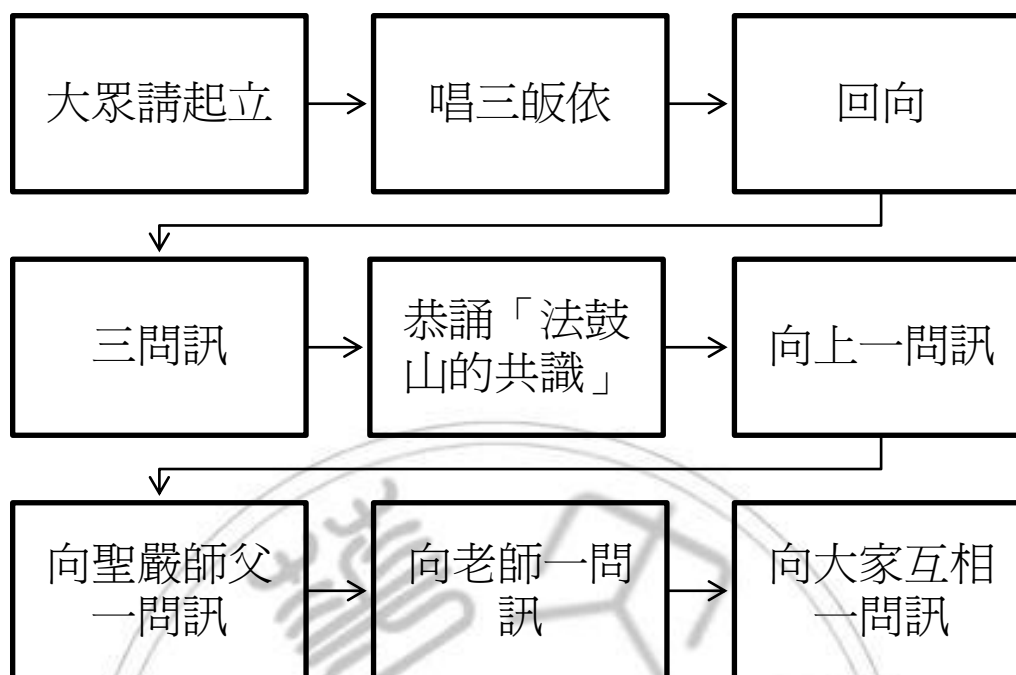 大眾請起立
唱三皈依
回向
三問訊
恭誦「法鼓
山的共識」
向上一問訊
向聖嚴師父
一問訊
向老師一問
訊
向大家互相
一問訊